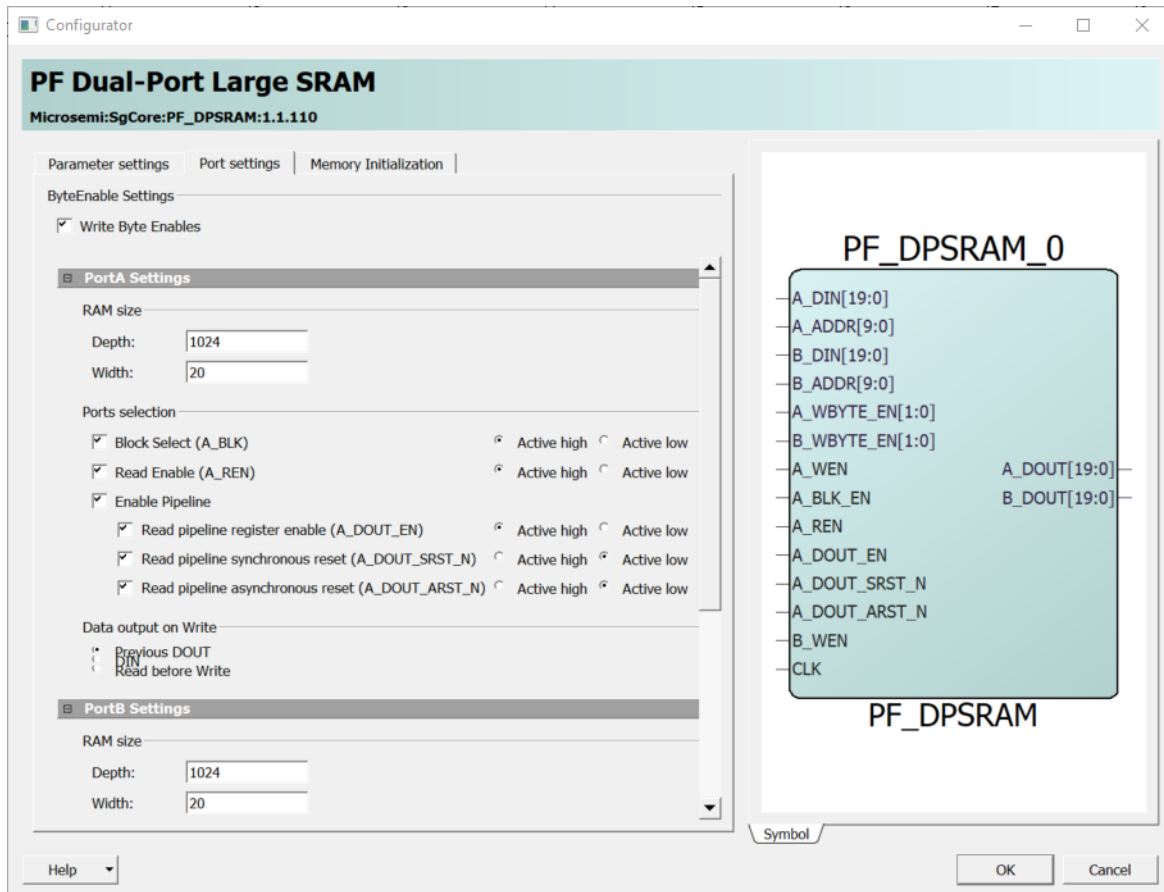 Configurator
PF Dual-Port Large SRAM
Microsemi:SgCore:PF_DPSRAM:1.1.110
Parameter settings Port settings Memory Initialization
ByteEnable Settings
Write Byte Enables
PortA Settings
RAM size
Depth: 1024
Width: 20
Ports selection
Block Select (A_BLK) Active high Active low
Read Enable (A_REN) Active high Active low
Enable Pipeline
Read pipeline register enable (A_DOUT_EN) Active high Active low
Read pipeline synchronous reset (A_DOUT_SRST_N) Active high Active low
Read pipeline asynchronous reset (A_DOUT_ARST_N) Active high Active low
Data output on Write
Previous DOUT
DIN
Read before Write
PortB Settings
RAM size
Depth: 1024
Width: 20
PF_DPSRAM_0
A_DIN[19:0]
A_ADDR[9:0]
B_DIN[19:0]
B_ADDR[9:0]
A_WBYTE_EN[1:0]
B_WBYTE_EN[1:0]
A_WEN A_DOUT[19:0]
A_BLK_EN B_DOUT[19:0]
A_REN
A_DOUT_EN
A_DOUT_SRST_N
A_DOUT_ARST_N
B_WEN
CLK
PF_DPSRAM
Symbol
Help OK Cancel